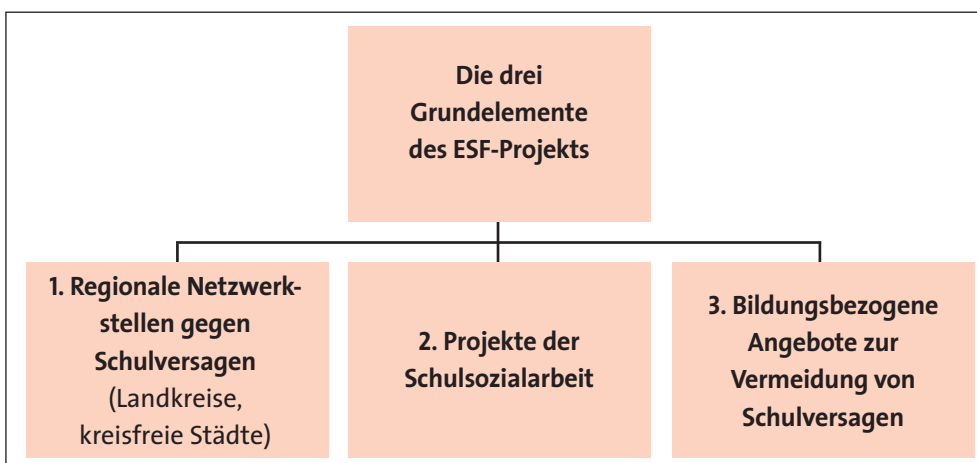 Die drei
Grundelemente
des ESF-Projekts
1. Regionale Netzwerk-
stellen gegen
Schulversagen
(Landkreise,
kreisfreie Städte)
2. Projekte der
Schulsozialarbeit
3. Bildungsbezogene
Angebote zur
Vermeidung von
Schulversagen